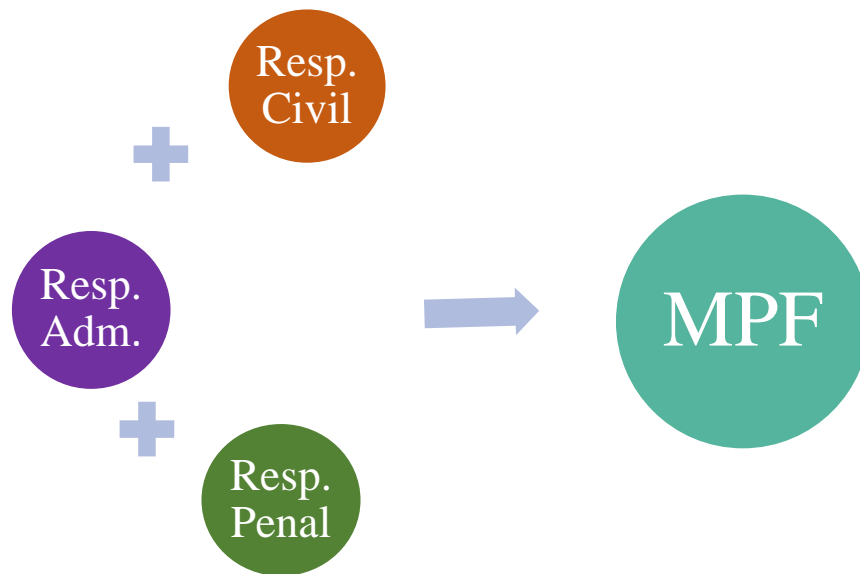 Resp.
Civil
Resp.
Adm.
Resp.
Penal
MPF